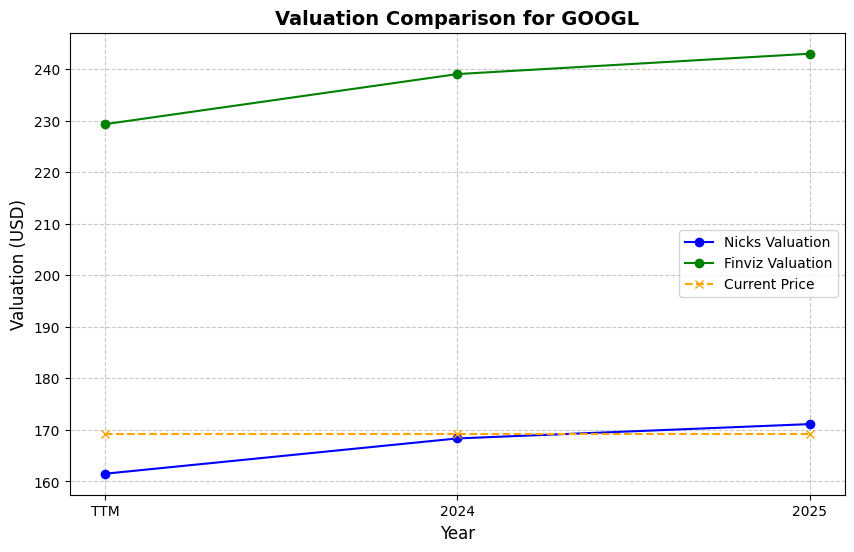 Valuation Comparison for GOOGL
Valuation (USD)
240
230
220
210
200
190
180
170
160
Nicks Valuation
Finviz Valuation
Current Price
TTM
2024
2025
Year